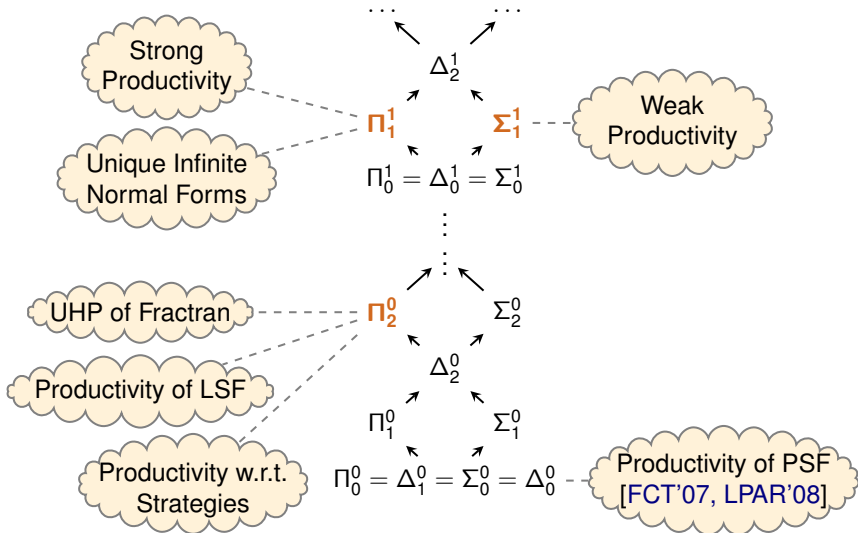 ... ...
Strong
Productivity
Δ¹₂
Π¹₁ Σ¹₁
Weak
Productivity
Unique Infinite
Normal Forms
Π¹₀ = Δ¹₀ = Σ¹₀
⋮
⋮
UHP of Fractran
Π⁰₂ Σ⁰₂
Productivity of LSF
Δ⁰₂
Π⁰₁ Σ⁰₁
Productivity w.r.t.
Strategies
Π⁰₀ = Δ⁰₁ = Σ⁰₀ = Δ⁰₀
Productivity of PSF
[FCT'07, LPAR'08]